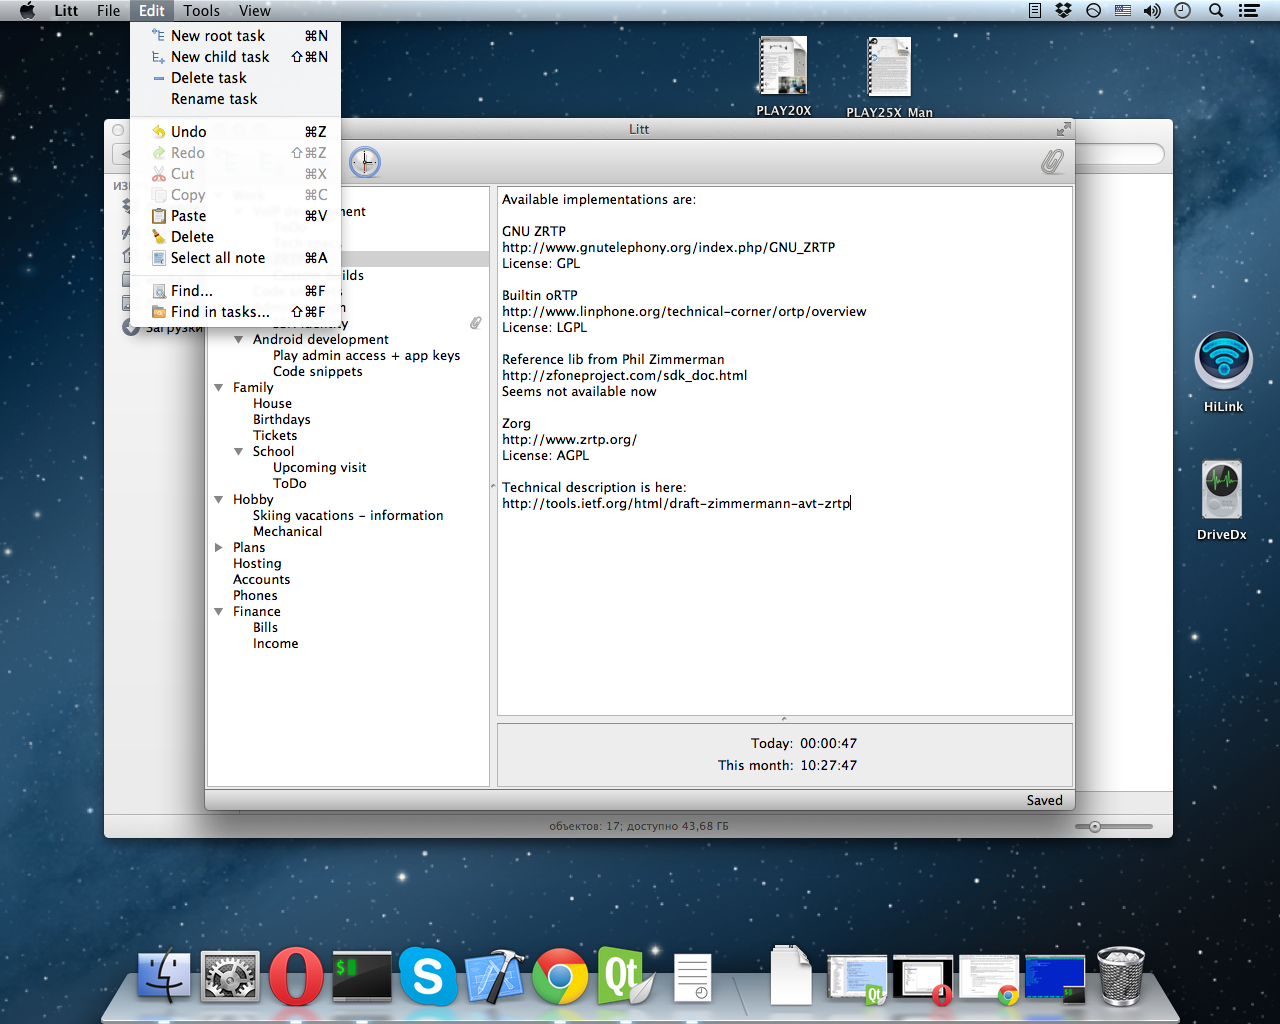 Litt File Edit Tools View
New root task ⌘N
New child task ⇧⌘N
Delete task
Rename task
Undo ⌘Z
Redo ⇧⌘Z
Cut ⌘X
Copy ⌘C
Paste ⌘V
Delete
Select all note ⌘A
Find... ⌘F
Find in tasks... ⇧⌘F
PLAY20X
PLAY25X_Man
HiLink
DriveDx
Litt
Загрузки
Android development
Play admin access + app keys
Code snippets
Family
House
Birthdays
Tickets
School
Upcoming visit
ToDo
Hobby
Skiing vacations - information
Mechanical
Plans
Hosting
Accounts
Phones
Finance
Bills
Income
Available implementations are:
GNU ZRTP
http://www.gnutelephony.org/index.php/GNU_ZRTP
License: GPL
Builtin oRTP
http://www.linphone.org/technical-corner/ortp/overview
License: LGPL
Reference lib from Phil Zimmerman
http://zfoneproject.com/sdk_doc.html
Seems not available now
Zorg
http://www.zrtp.org/
License: AGPL
Technical description is here:
http://tools.ietf.org/html/draft-zimmermann-avt-zrtp
Today: 00:00:47
This month: 10:27:47
Saved
объектов: 17; доступно 43,68 ГБ
$
Qt
Qt